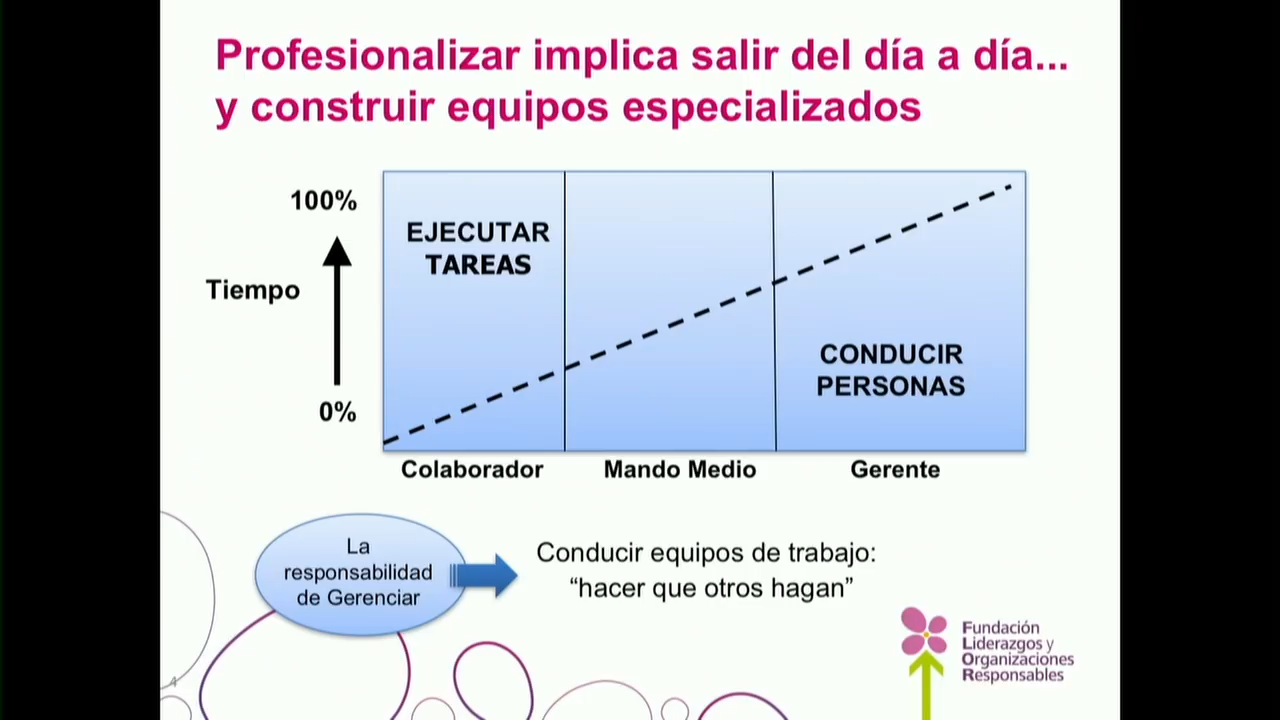 Profesionalizar implica salir del día a día...
y construir equipos especializados
100%
Tiempo
0%
EJECUTAR
TAREAS
CONDUCIR
PERSONAS
Colaborador
Mando Medio
Gerente
La
responsabilidad
de Gerenciar
Conducir equipos de trabajo:
“hacer que otros hagan”
Fundación
Liderazgos y
Organizaciones
Responsables
4